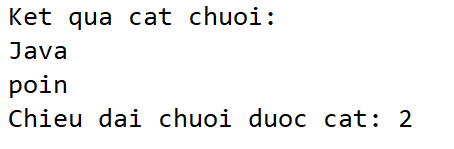 Ket qua cat chuoi:
Java
poin
Chieu dai chuoi duoc cat: 2